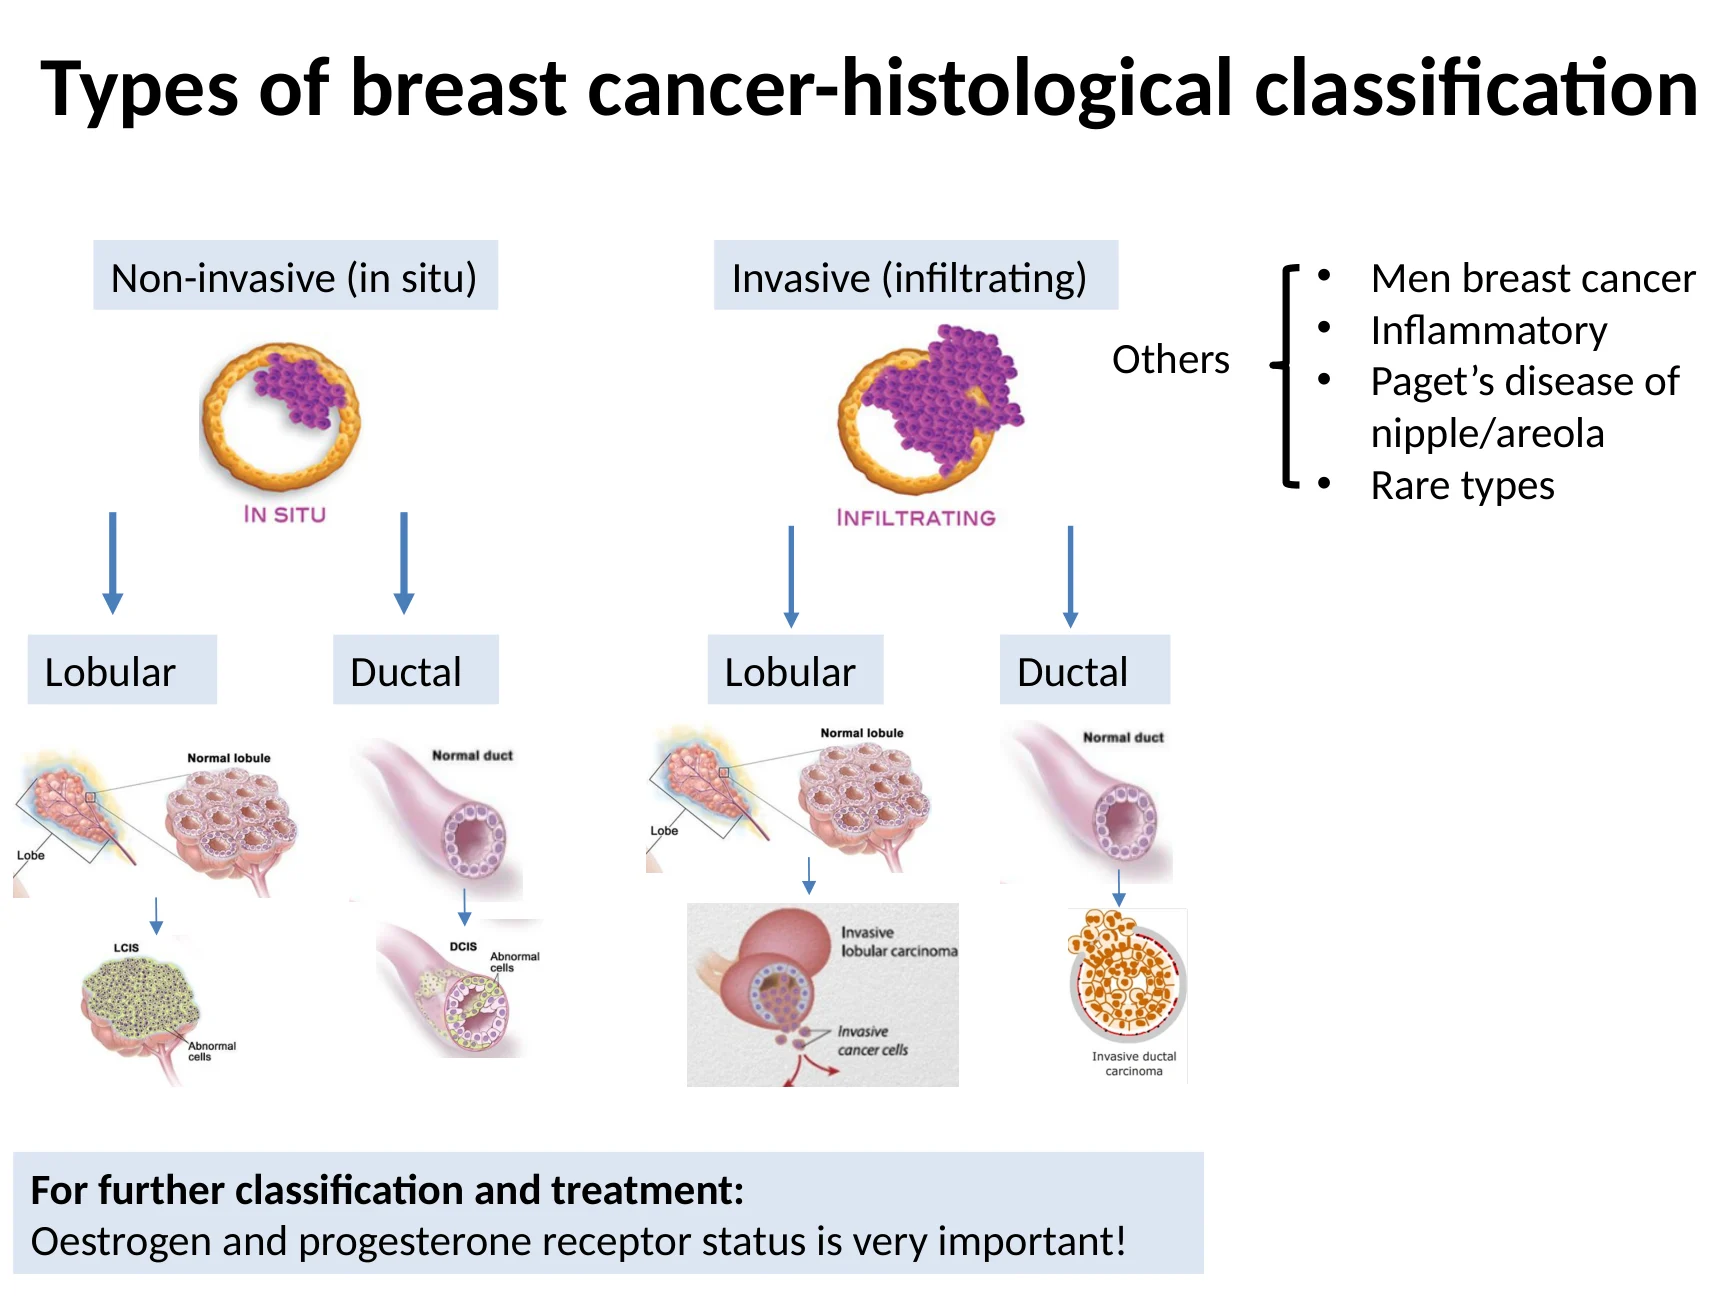 Types of breast cancer-histological classification
Non-invasive (in situ)
IN SITU
Lobular
Ductal
Normal lobule
Lobe
LCIS
Abnormal
cells
Normal duct
DCIS
Abnormal
cells
Invasive (infiltrating)
INFILTRATING
Lobular
Ductal
Normal lobule
Lobe
Invasive
lobular carcinoma
Invasive
cancer cells
Normal duct
Invasive ductal
carcinoma
Others
• Men breast cancer
• Inflammatory
• Paget’s disease of
nipple/areola
• Rare types
For further classification and treatment:
Oestrogen and progesterone receptor status is very important!